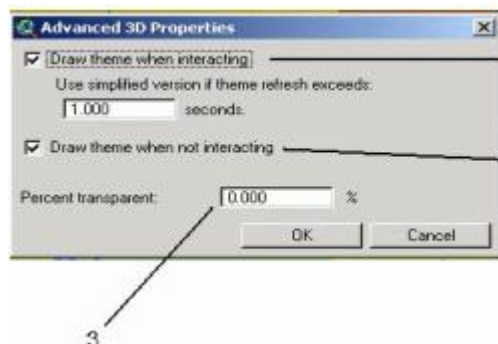 Advanced 3D Properties
Draw theme when interacting
Use simplified version if theme refresh exceeds:
1.000 seconds.
Draw theme when not interacting
Percent transparent: 0.000 %
OK Cancel
3